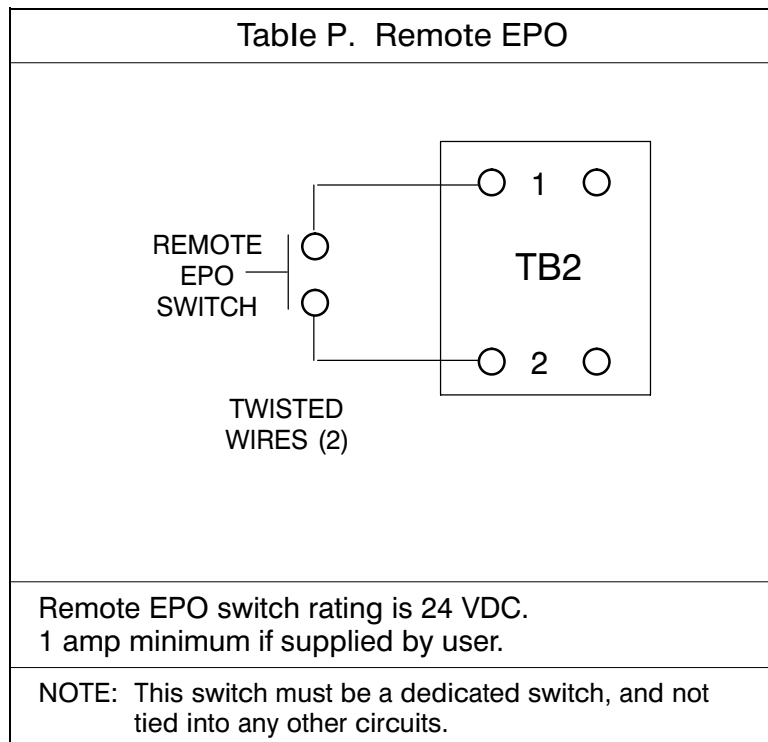 Table P. Remote EPO
1
REMOTE
EPO
SWITCH
TB2
2
TWISTED
WIRES (2)
Remote EPO switch rating is 24 VDC.
1 amp minimum if supplied by user.
NOTE: This switch must be a dedicated switch, and not
tied into any other circuits.